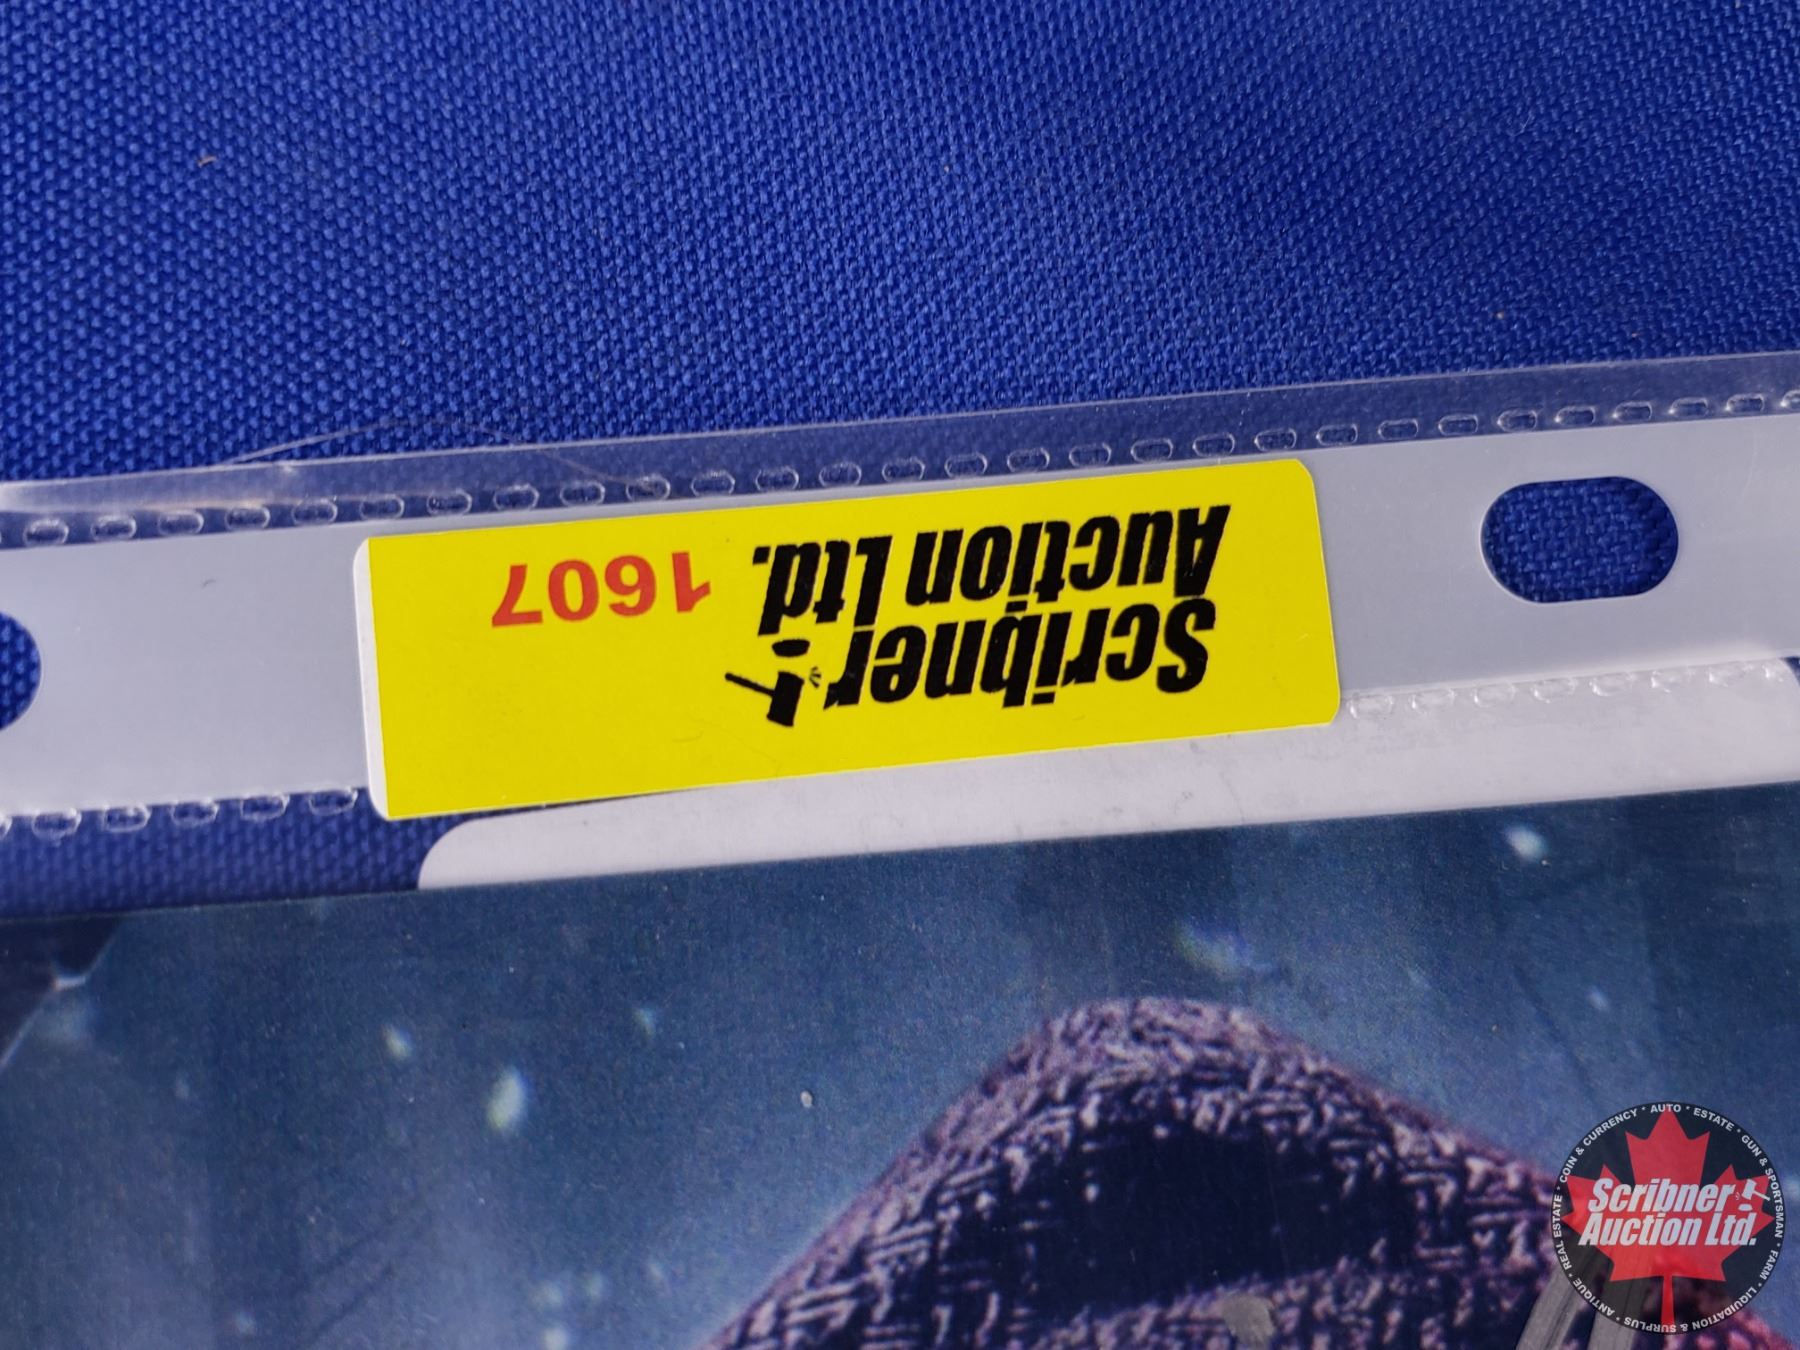 Scribner
Auction Ltd. 1607
REAL ESTATE * COIN & CURRENCY * AUTO * ESTATE * GUN & SPORTSMAN * FARM * LIQUIDATION & SURPLUS * ANTIQUE *
Scribner
Auction Ltd.